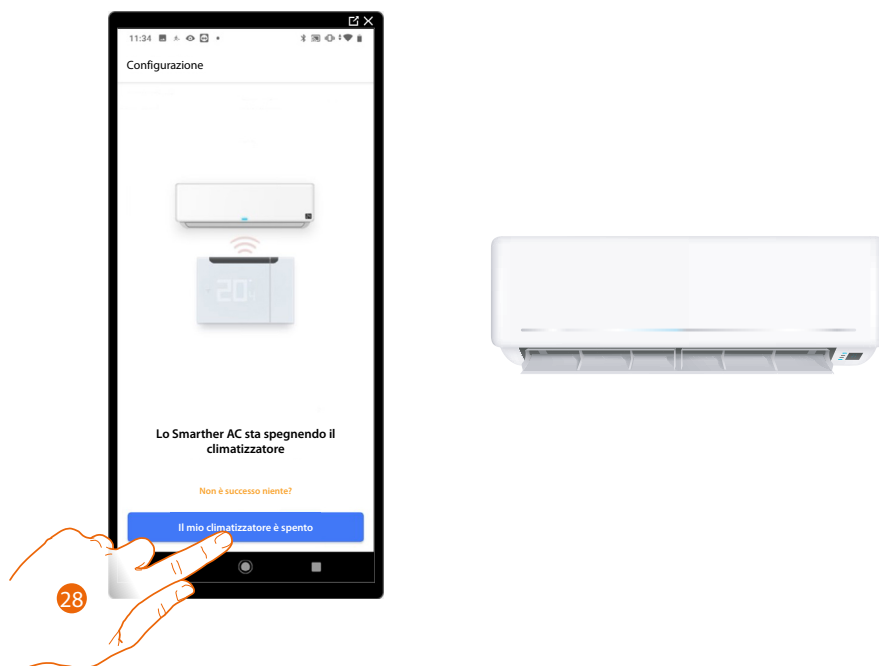 11:34
Configurazione
20
Lo Smarther AC sta spegnendo il
climatizzatore
Non è successo niente?
Il mio climatizzatore è spento
28